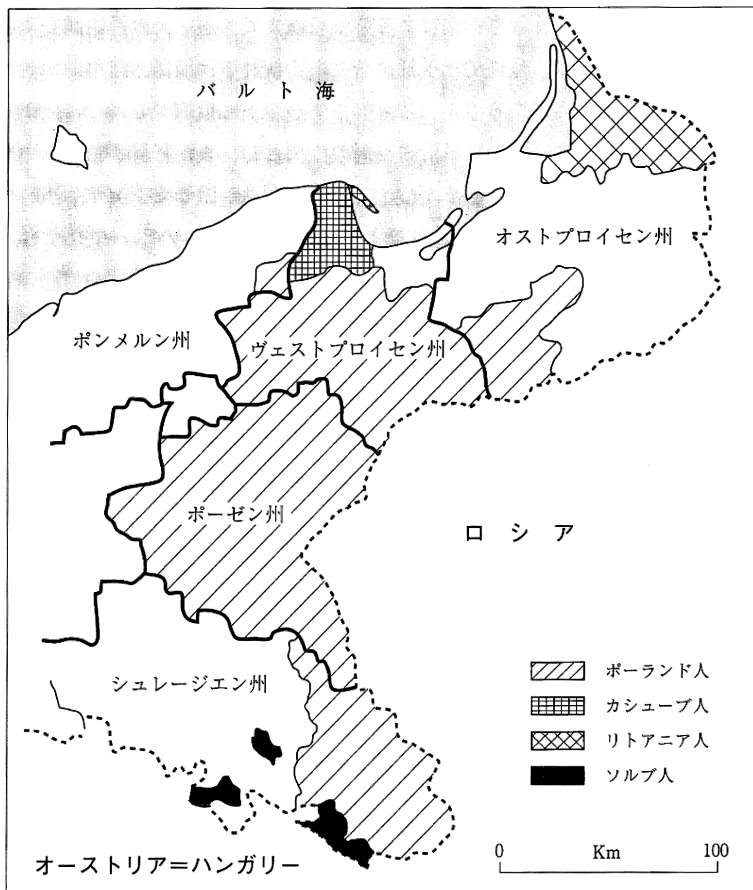 バルト海
オストプロイセン州
ポンメルン州
ヴェストプロイセン州
ポーゼン州
ロシア
シュレージエン州
ポーランド人
カシューブ人
リトアニア人
ソルブ人
オーストリア＝ハンガリー
0 Km 100